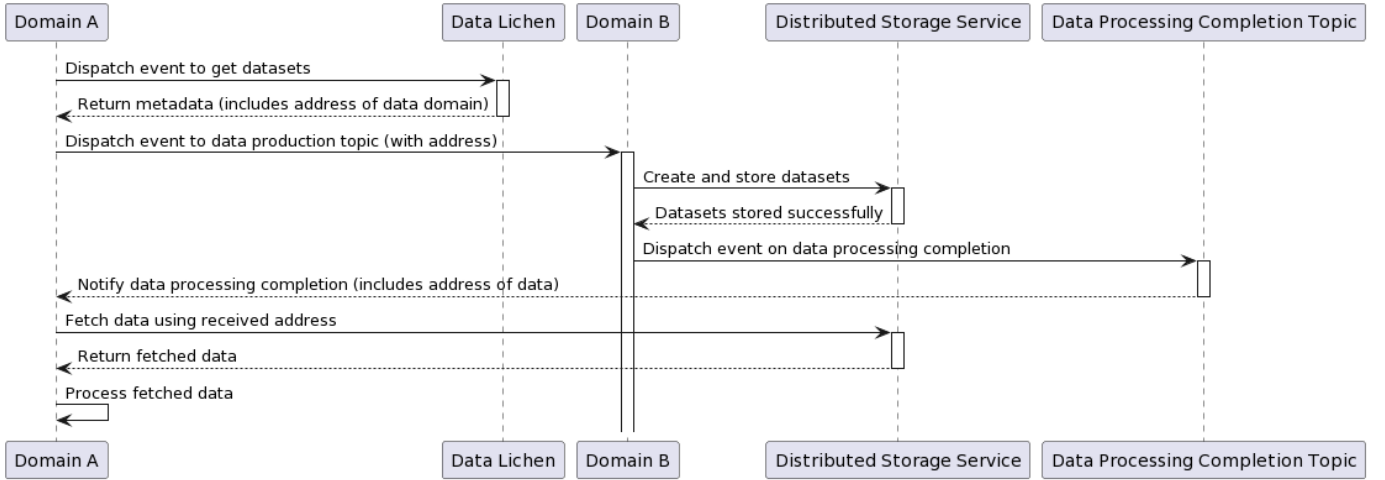 Domain A
Data Lichen
Domain B
Distributed Storage Service
Data Processing Completion Topic
Dispatch event to get datasets
Return metadata (includes address of data domain)
Dispatch event to data production topic (with address)
Create and store datasets
Datasets stored successfully
Dispatch event on data processing completion
Notify data processing completion (includes address of data)
Fetch data using received address
Return fetched data
Process fetched data
Domain A
Data Lichen
Domain B
Distributed Storage Service
Data Processing Completion Topic